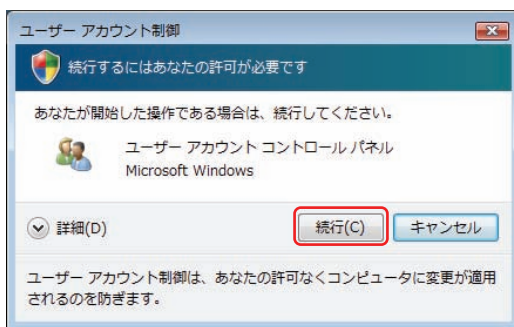 ユーザー アカウント制御
続行するにはあなたの許可が必要です
あなたが開始した操作である場合は、続行してください。
ユーザー アカウント コントロール パネル
Microsoft Windows
詳細(D)
続行(C)
キャンセル
ユーザー アカウント制御は、あなたの許可なくコンピュータに変更が適用
されるのを防ぎます。